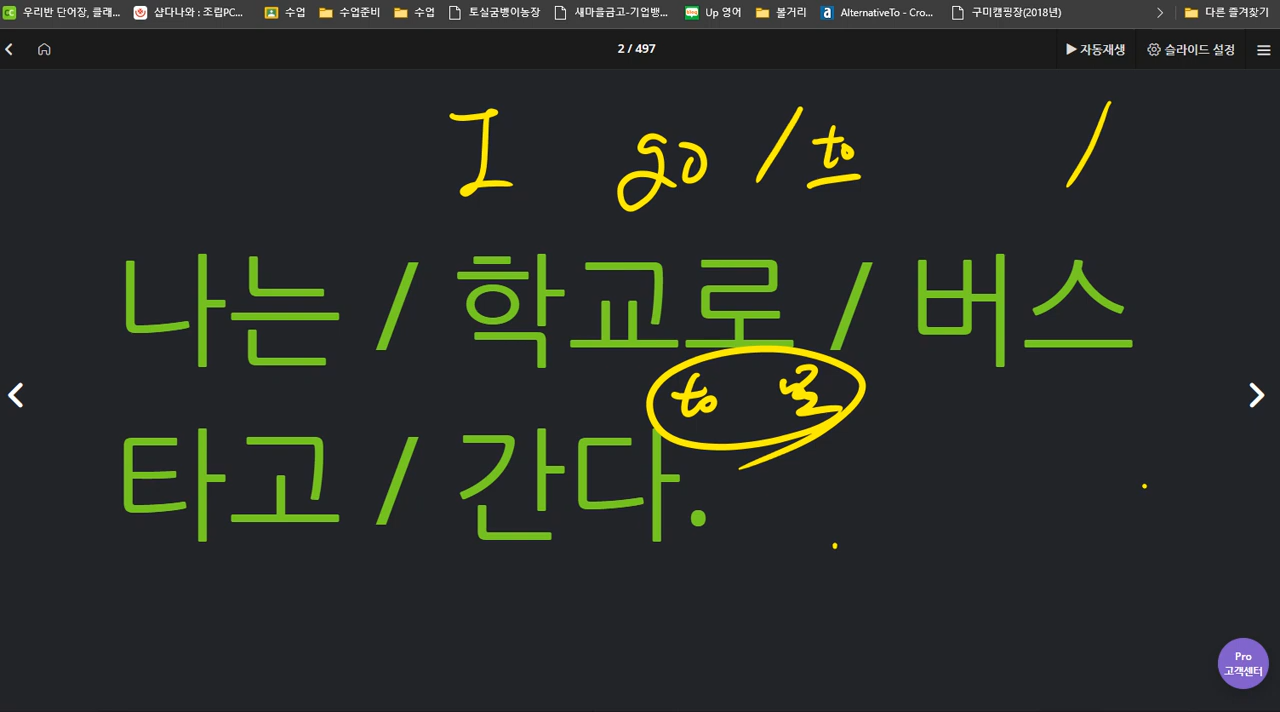 우리반 단어장, 클래... 샵다나와 : 조립PC... 수업 수업준비 수업 토실굼벵이농장 새마을금고-기업뱅... Up 영어 볼거리 AlternativeTo - Cro... 구미캠핑장(2018년) 다른 즐겨찾기
2 / 497 ▶ 자동재생 슬라이드 설정
I go / to /
나는 / 학교로 / 버스
to 로
타고 / 간다.
Pro
고객센터